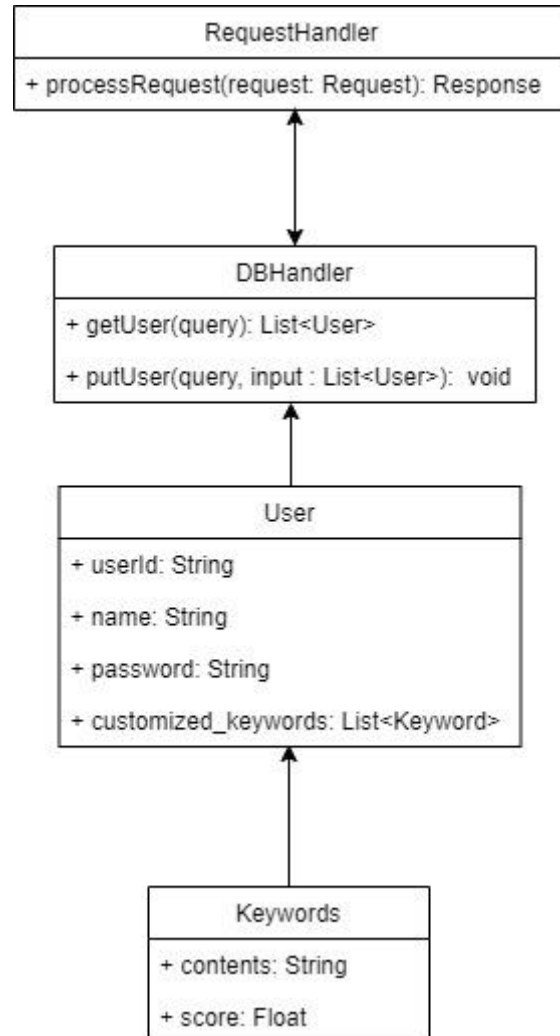 RequestHandler
+ processRequest(request: Request): Response
DBHandler
+ getUser(query): List<User>
+ putUser(query, input : List<User>): void
User
+ userId: String
+ name: String
+ password: String
+ customized_keywords: List<Keyword>
Keywords
+ contents: String
+ score: Float